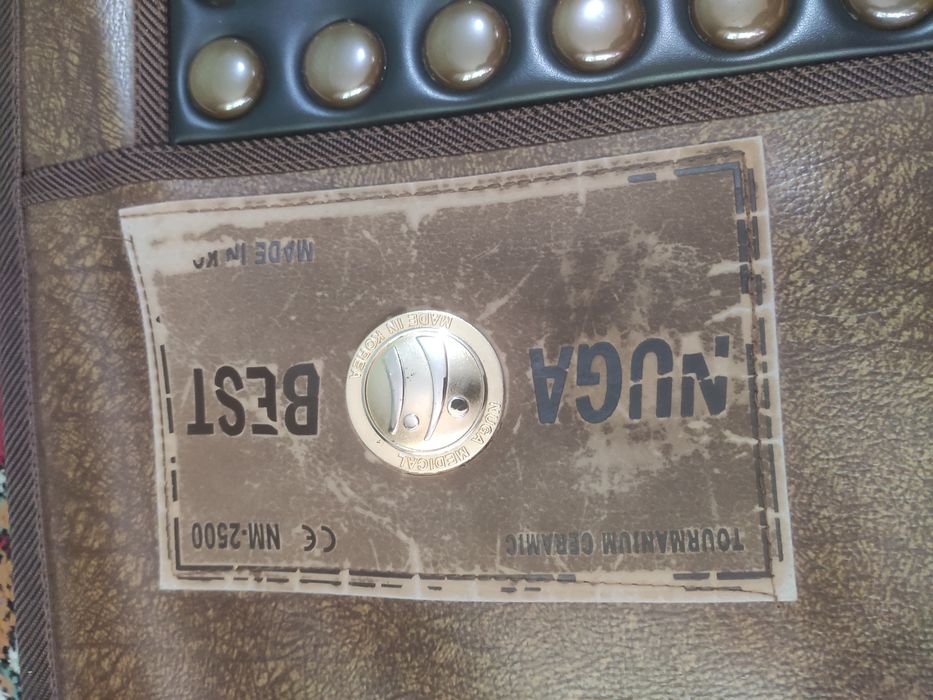 TOURMANIUM CERAMIC
CE NM-2500
NUGA
BEST
NUGA MEDICAL
MADE IN KOREA
MADE IN KO